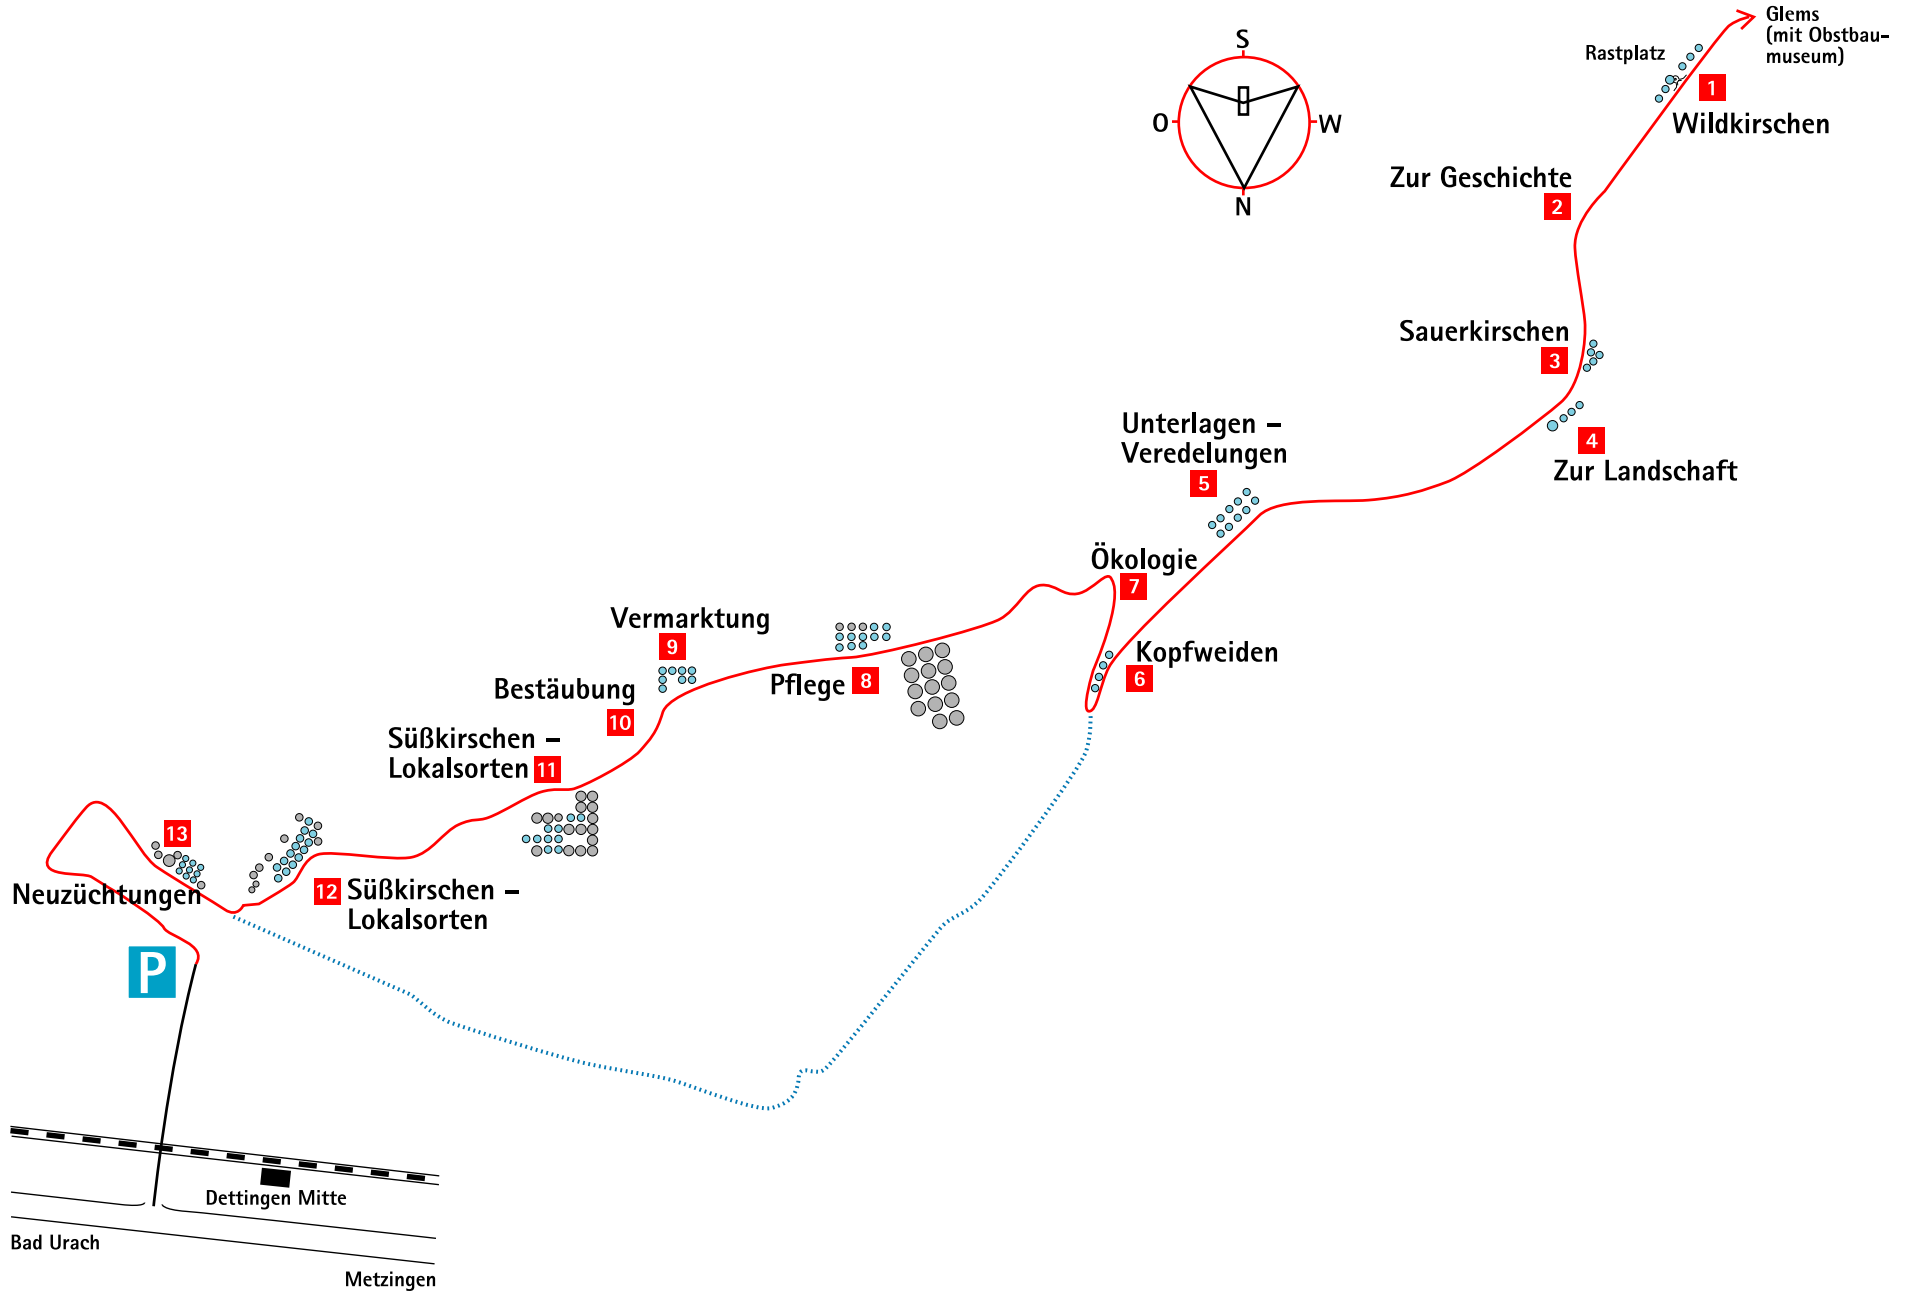 Glems
(mit Obstbau-
museum)
Rastplatz
1
Wildkirschen
S
O
W
N
Zur Geschichte
2
Sauerkirschen
3
4
Zur Landschaft
Unterlagen –
Veredelungen
5
Ökologie
7
Kopfweiden
6
Vermarktung
9
Pflege 8
Bestäubung
10
Süßkirschen –
Lokalsorten 11
13
Neuzüchtungen
12 Süßkirschen –
Lokalsorten
P
Dettingen Mitte
Bad Urach
Metzingen